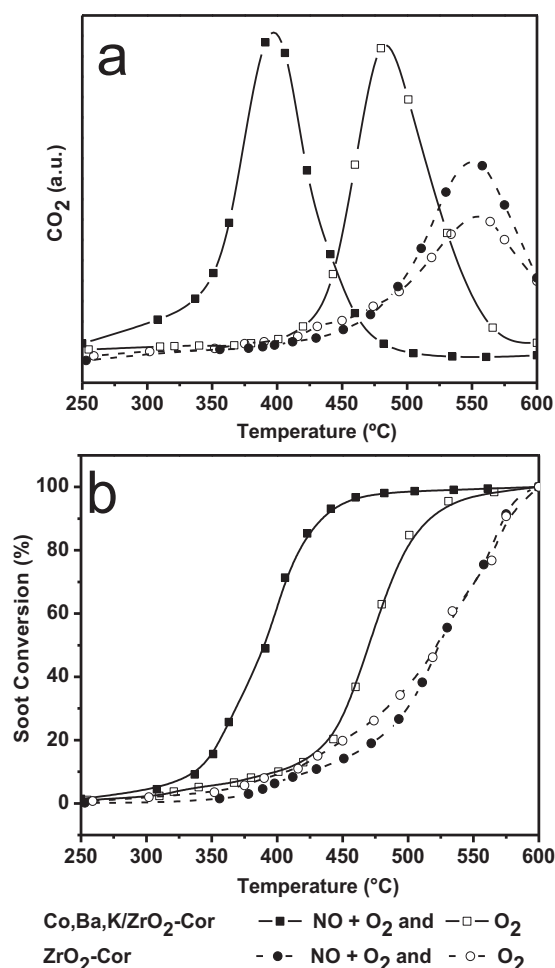 a
CO2 (a.u.)
250 300 350 400 450 500 550 600
Temperature (ºC)
b
Soot Conversion (%)
100
80
60
40
20
0
250 300 350 400 450 500 550 600
Temperature (°C)
Co,Ba,K/ZrO2-Cor NO + O2 and O2
ZrO2-Cor NO + O2 and O2